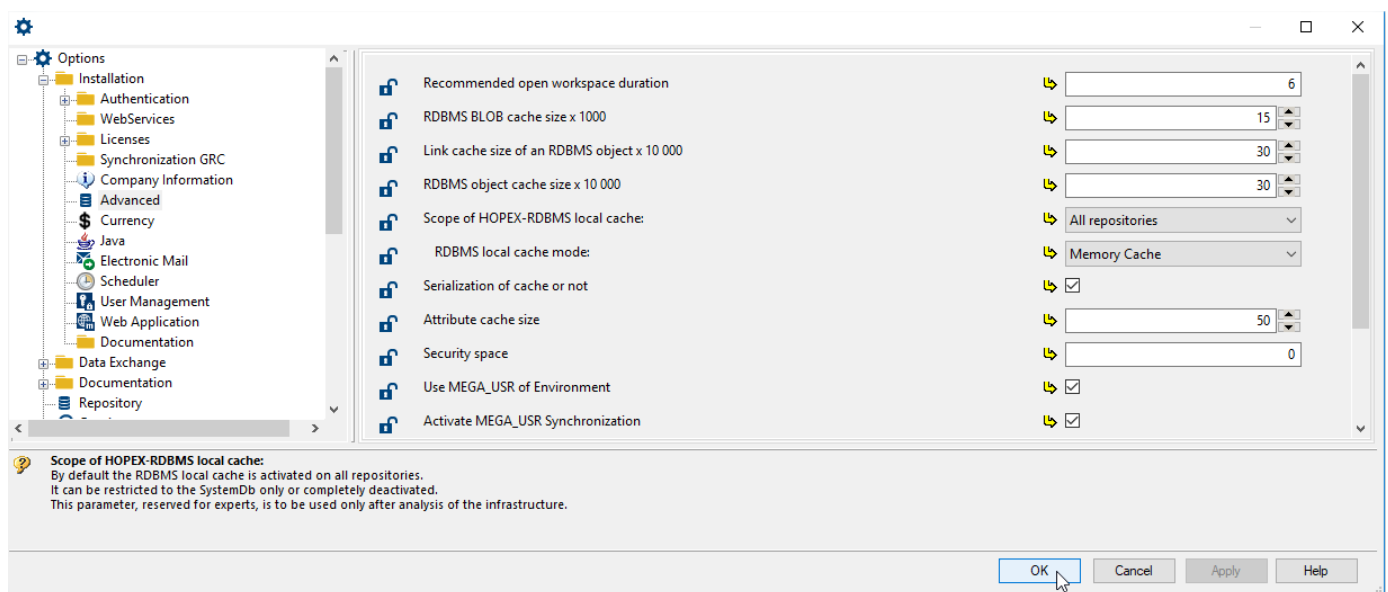 Options
Installation
Authentication
WebServices
Licenses
Synchronization GRC
Company Information
Advanced
$ Currency
Java
Electronic Mail
Scheduler
User Management
Web Application
Documentation
Data Exchange
Documentation
Repository
Recommended open workspace duration 6
RDBMS BLOB cache size x 1000 15
Link cache size of an RDBMS object x 10 000 30
RDBMS object cache size x 10 000 30
Scope of HOPEX-RDBMS local cache: All repositories
RDBMS local cache mode: Memory Cache
Serialization of cache or not
Attribute cache size 50
Security space 0
Use MEGA_USR of Environment
Activate MEGA_USR Synchronization
Scope of HOPEX-RDBMS local cache:
By default the RDBMS local cache is activated on all repositories.
It can be restricted to the SystemDb only or completely deactivated.
This parameter, reserved for experts, is to be used only after analysis of the infrastructure.
OK Cancel Apply Help